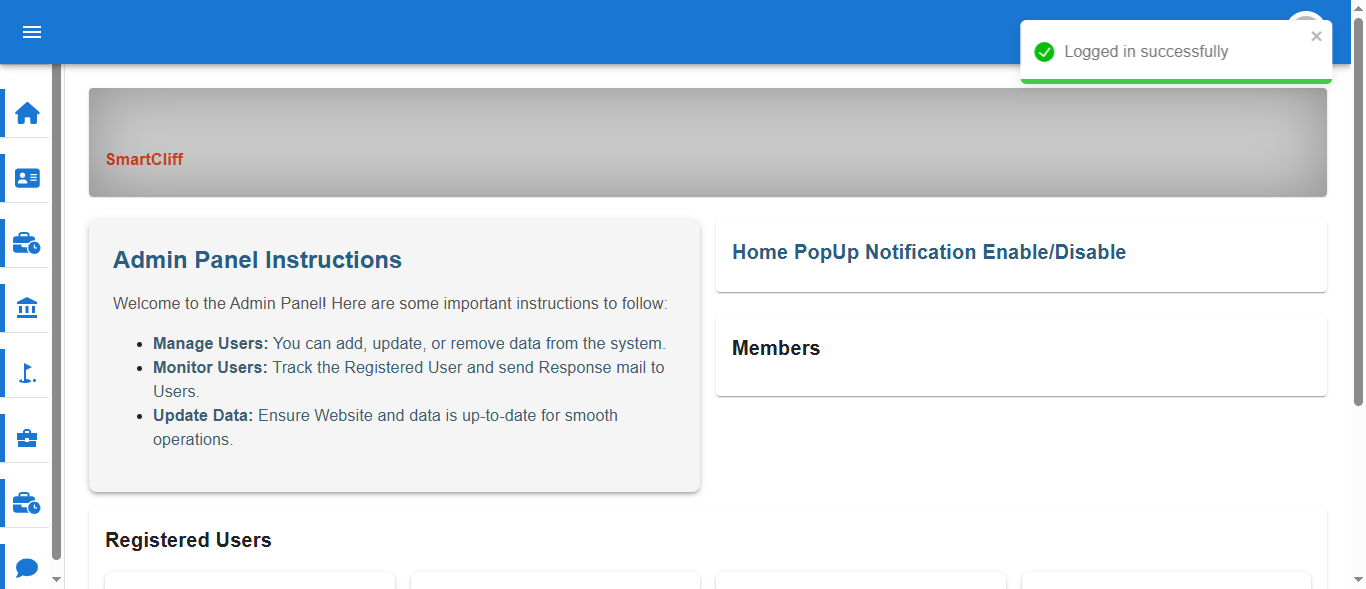 Logged in successfully
SmartCliff
Admin Panel Instructions
Welcome to the Admin Panel! Here are some important instructions to follow:
Manage Users: You can add, update, or remove data from the system.
Monitor Users: Track the Registered User and send Response mail to
Users.
Update Data: Ensure Website and data is up-to-date for smooth
operations.
Home PopUp Notification Enable/Disable
Members
Registered Users